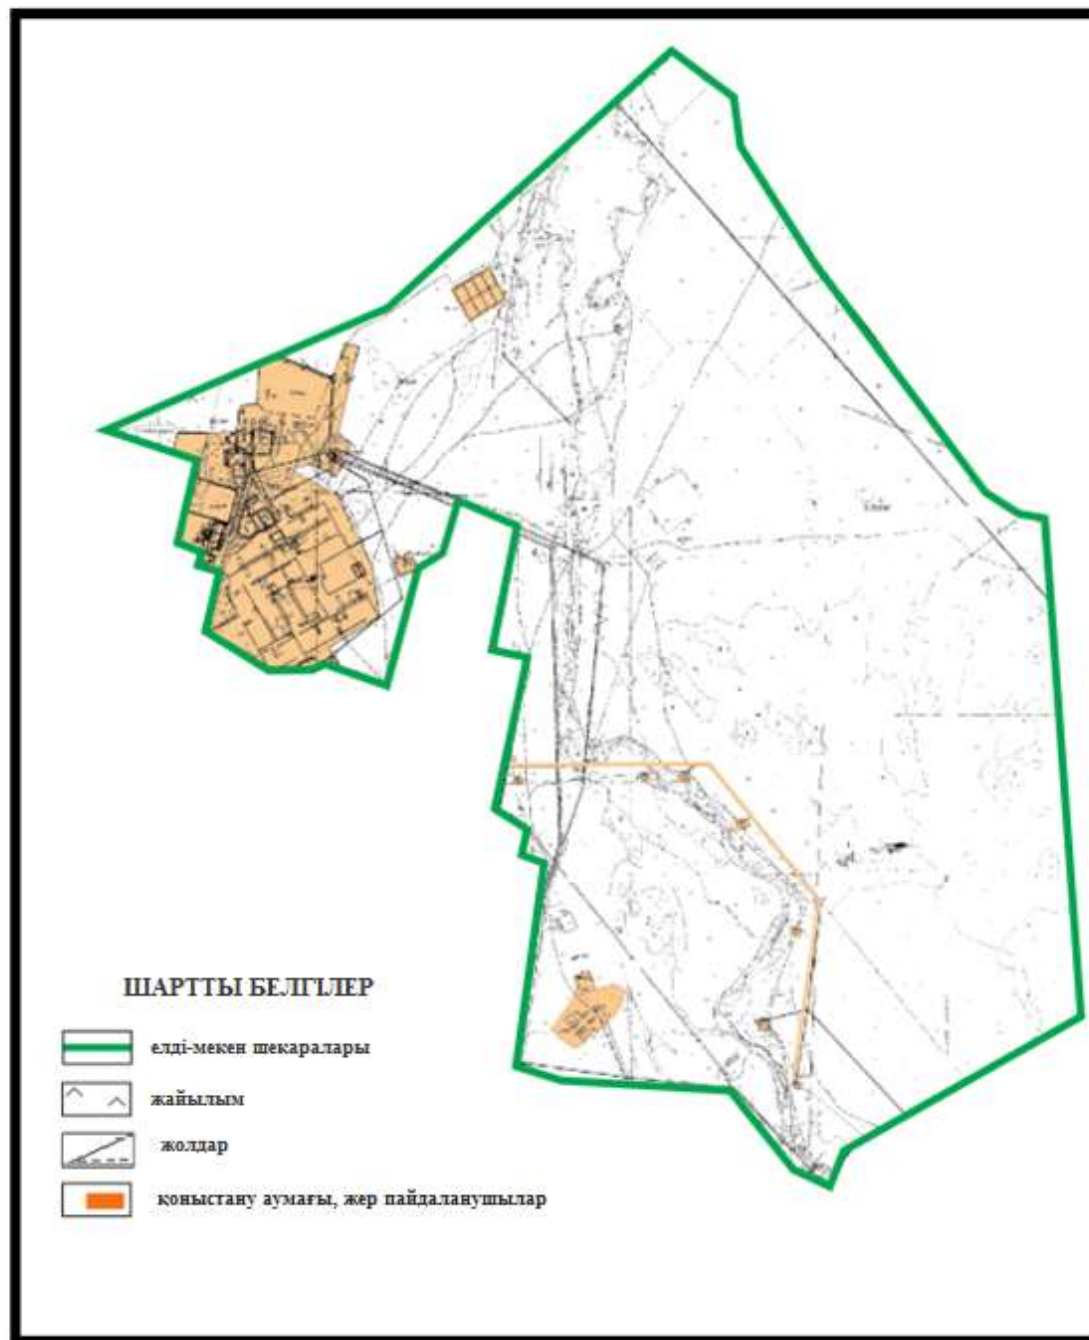 ШАРТТЫ БЕЛГІЛЕР
елді-мекен шекаралары
жайылым
жолдар
қоныстану аумағы, жер пайдаланушылар